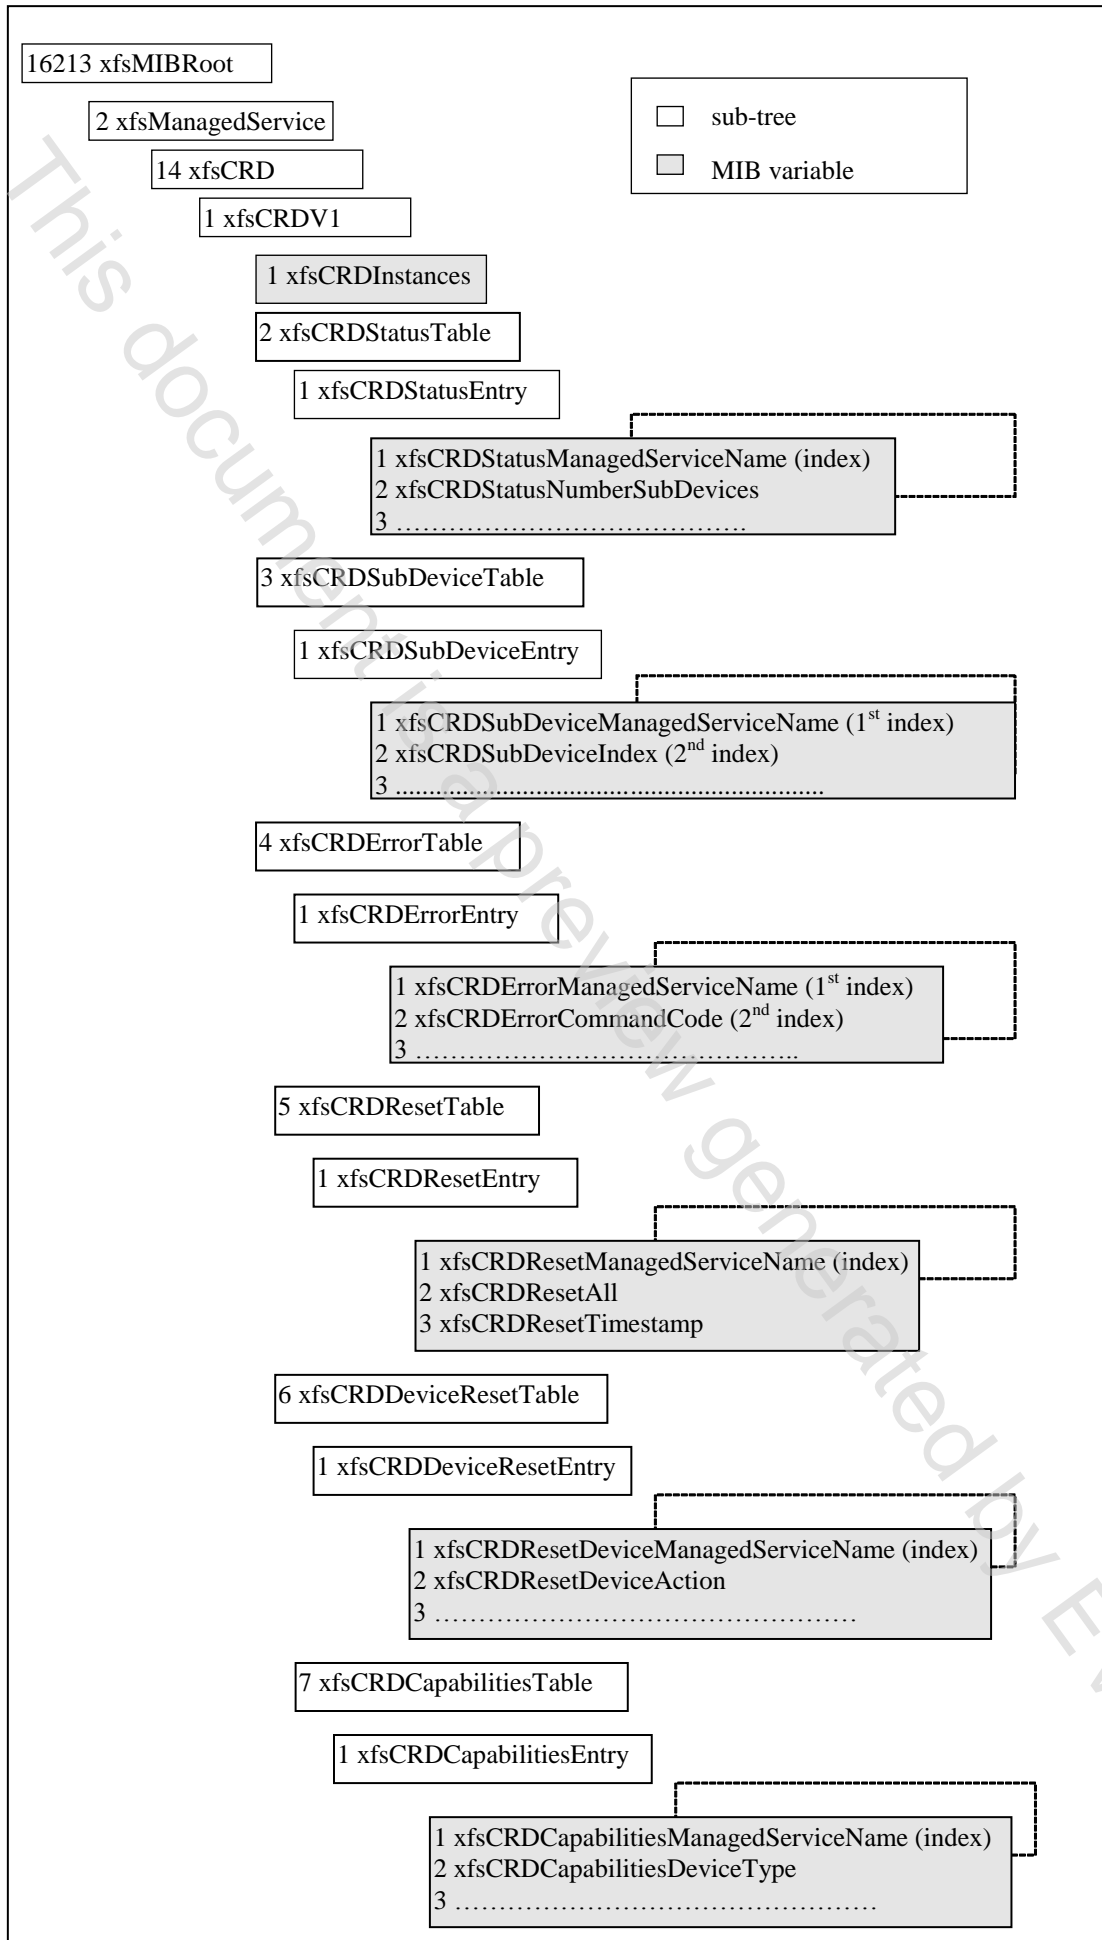 16213 xfsMIBRoot
2 xfsManagedService
sub-tree
14 xfsCRD
MIB variable
1 xfsCRDV1
1 xfsCRDInstances
2 xfsCRDStatusTable
1 xfsCRDStatusEntry
1 xfsCRDStatusManagedServiceName (index)
2 xfsCRDStatusNumberSubDevices
3 ………………………………….
3 xfsCRDSubDeviceTable
1 xfsCRDSubDeviceEntry
1 xfsCRDSubDeviceManagedServiceName (1st index)
2 xfsCRDSubDeviceIndex (2nd index)
3 ................................................................
4 xfsCRDErrorTable
1 xfsCRDErrorEntry
1 xfsCRDErrorManagedServiceName (1st index)
2 xfsCRDErrorCommandCode (2nd index)
3 ……………………………………..
5 xfsCRDResetTable
1 xfsCRDResetEntry
1 xfsCRDResetManagedServiceName (index)
2 xfsCRDResetAll
3 xfsCRDResetTimestamp
6 xfsCRDDeviceResetTable
1 xfsCRDDeviceResetEntry
1 xfsCRDResetDeviceManagedServiceName (index)
2 xfsCRDResetDeviceAction
3 …………………………………………
7 xfsCRDCapabilitiesTable
1 xfsCRDCapabilitiesEntry
1 xfsCRDCapabilitiesManagedServiceName (index)
2 xfsCRDCapabilitiesDeviceType
3 …………………………………………
This document is a preview generated by